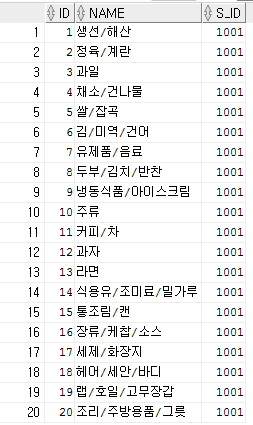 ID NAME S_ID
1 1 생선/해산 1001
2 2 정육/계란 1001
3 3 과일 1001
4 4 채소/건나물 1001
5 5 쌀/잡곡 1001
6 6 김/미역/건어 1001
7 7 유제품/음료 1001
8 8 두부/김치/반찬 1001
9 9 냉동식품/아이스크림 1001
10 10 주류 1001
11 11 커피/차 1001
12 12 과자 1001
13 13 라면 1001
14 14 식용유/조미료/밀가루 1001
15 15 통조림/캔 1001
16 16 장류/케찹/소스 1001
17 17 세제/화장지 1001
18 18 헤어/세안/바디 1001
19 19 랩/호일/고무장갑 1001
20 20 조리/주방용품/그릇 1001